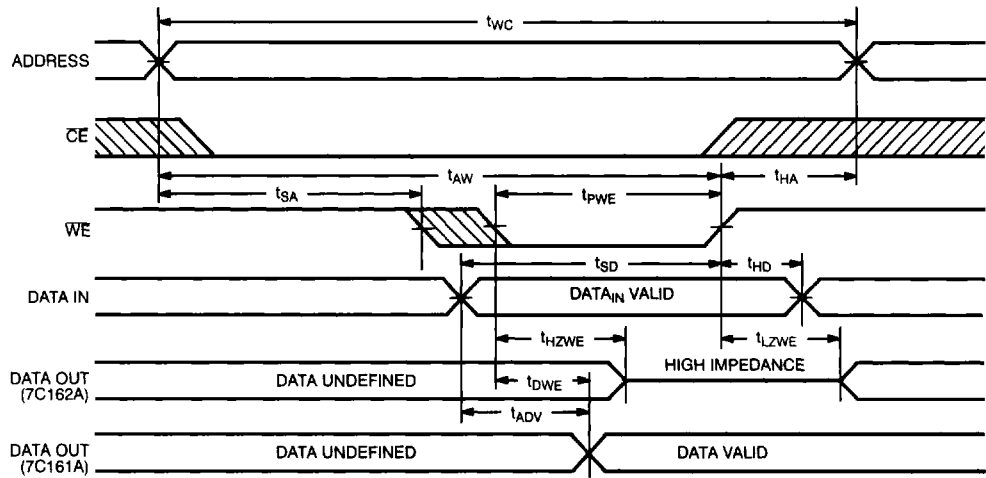 tWC
ADDRESS
CE
tAW
tHA
tSA
tPWE
WE
tSD
tHD
DATA IN
DATAIN VALID
tHZWE
tLZWE
HIGH IMPEDANCE
DATA OUT
(7C162A)
DATA UNDEFINED
tDWE
tADV
DATA OUT
(7C161A)
DATA UNDEFINED
DATA VALID